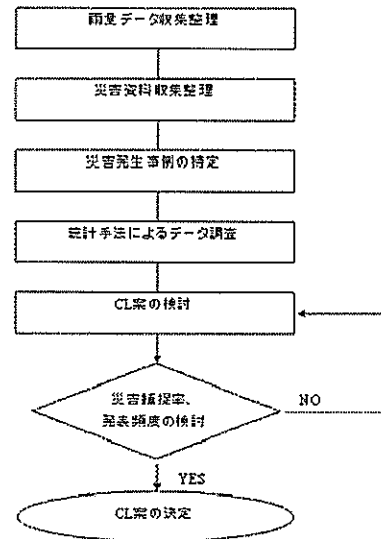 雨量データ収集整理
災害資料収集整理
災害発生事例の特定
統計手法によるデータ調査
CL案の検討
災害捕捉率、
発表頻度の検討
NO
YES
CL案の決定